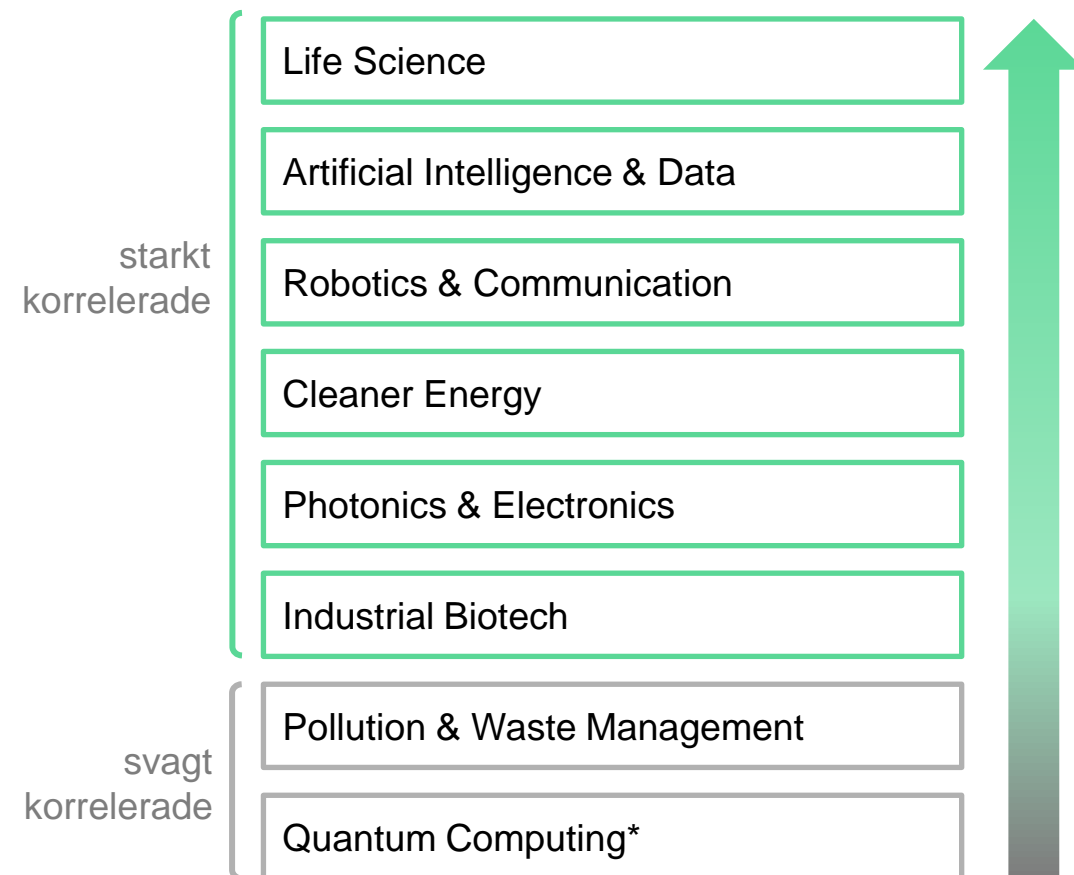 Life Science
Artificial Intelligence & Data
starkt
korrelerade
Robotics & Communication
Cleaner Energy
Photonics & Electronics
Industrial Biotech
Pollution & Waste Management
svagt
korrelerade
Quantum Computing*